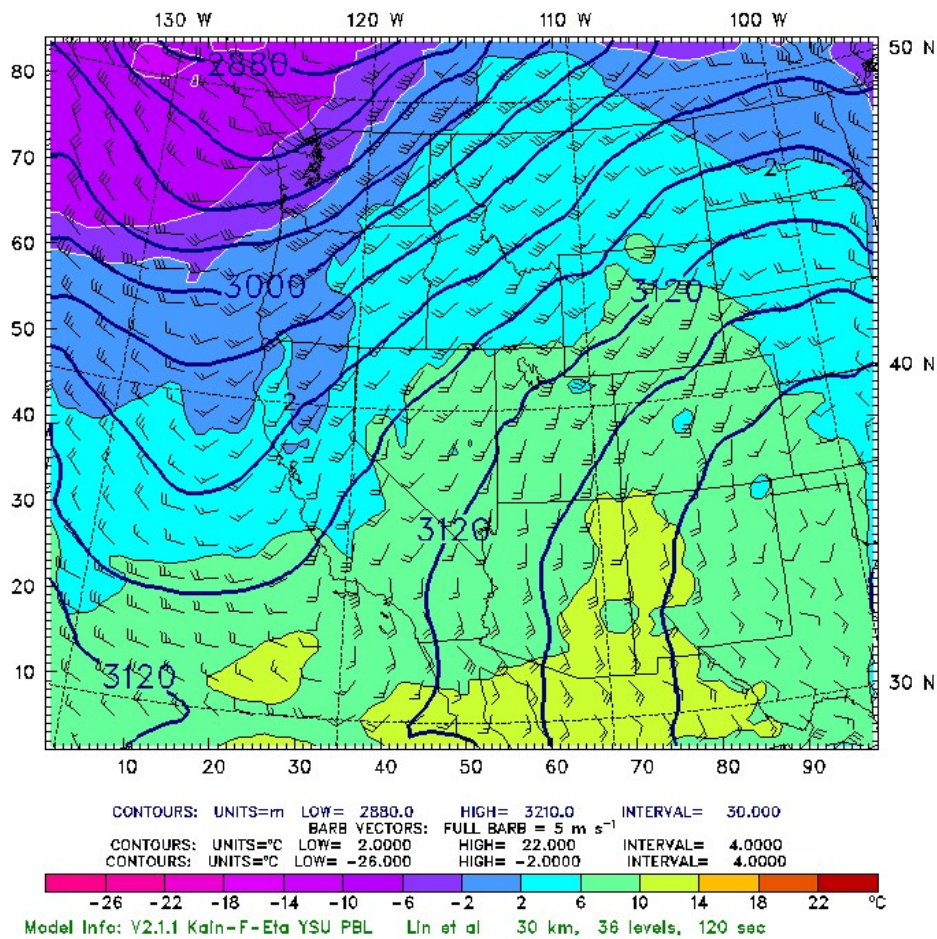 130 W 120 W 110 W 100 W
50 N
80
2880
70
2
60
3000
3120
50
40 N
2
40
30
3120
20
10
3120
30 N
10 20 30 40 50 60 70 80 90
CONTOURS: UNITS=m LOW= 2880.0 HIGH= 3210.0 INTERVAL= 30.000
BARB VECTORS: FULL BARB = 5 m s⁻¹
CONTOURS: UNITS=°C LOW= 2.0000 HIGH= 22.000 INTERVAL= 4.0000
CONTOURS: UNITS=°C LOW= -26.000 HIGH= -2.0000 INTERVAL= 4.0000
-26 -22 -18 -14 -10 -6 -2 2 6 10 14 18 22 °C
Model Info: V2.1.1 Kain-F-Eta YSU PBL Lin et al 30 km, 36 levels, 120 sec